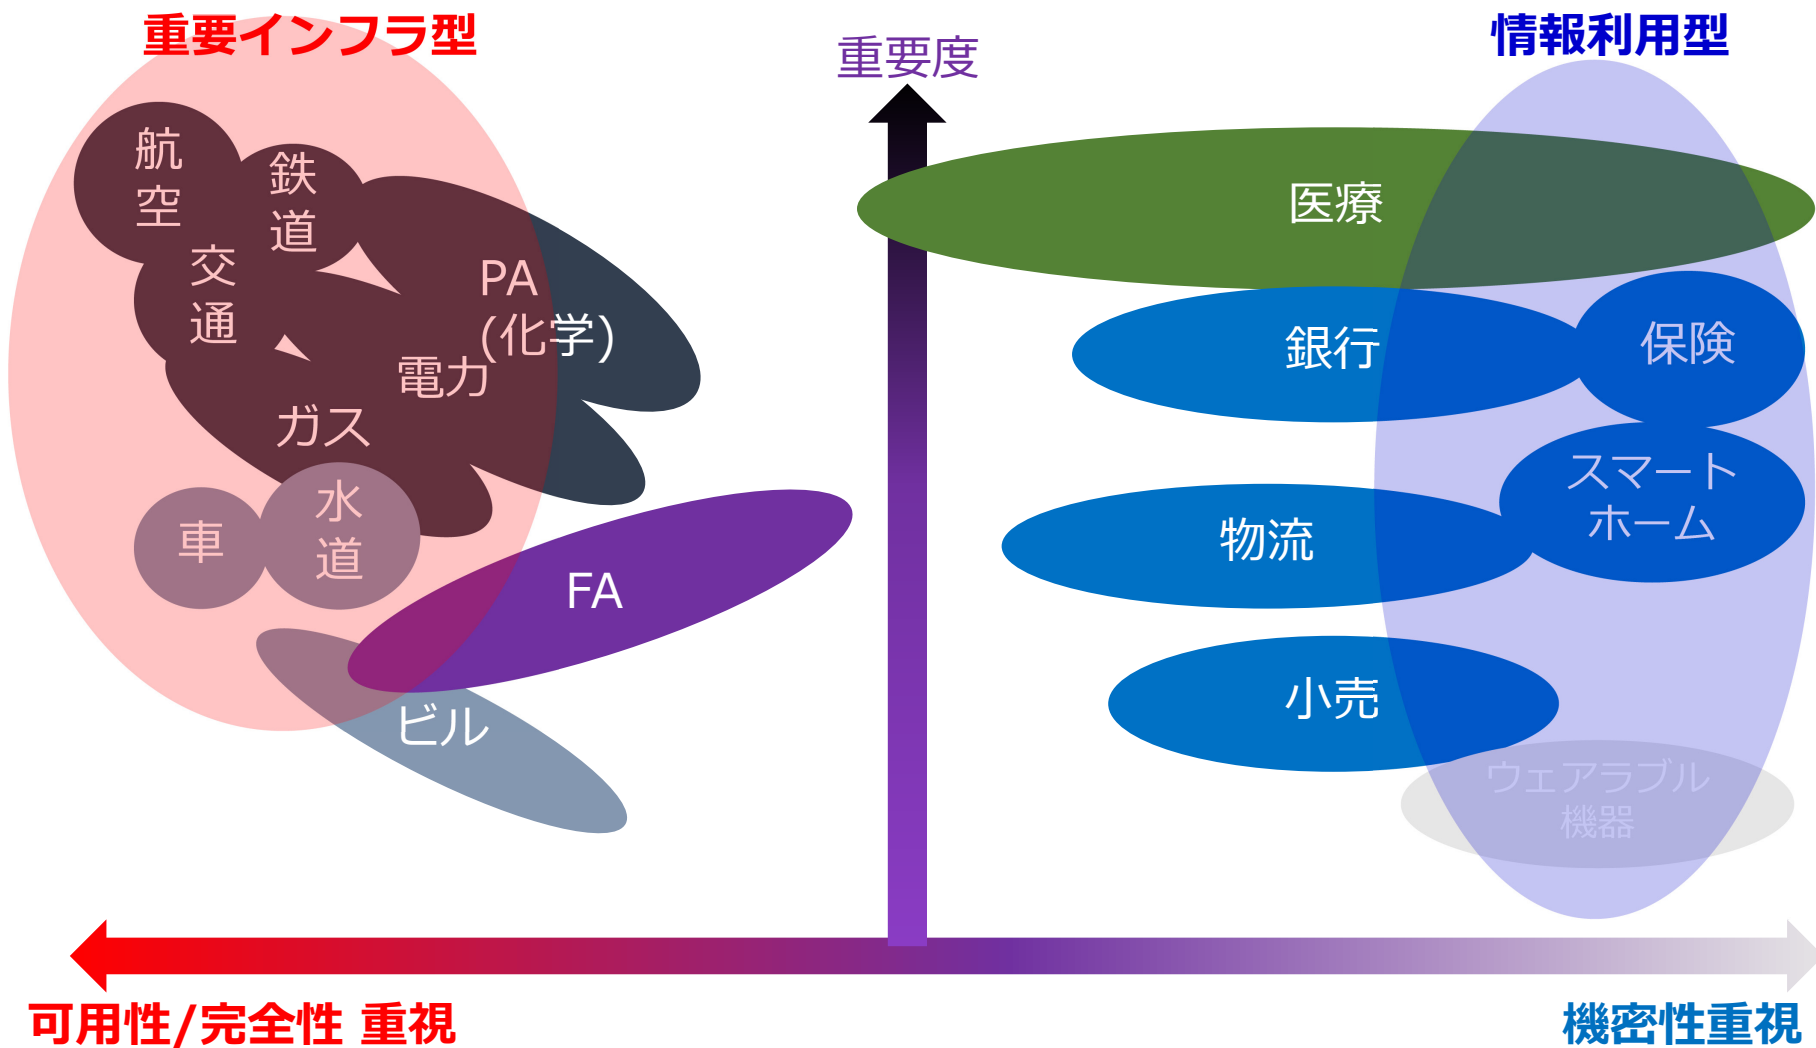 重要インフラ型
情報利用型
重要度
航
空
鉄
道
交
通
PA
(化学)
電力
ガス
水
道
車
FA
ビル
医療
銀行
保険
スマート
ホーム
物流
小売
ウェアラブル
機器
可用性/完全性 重視
機密性重視